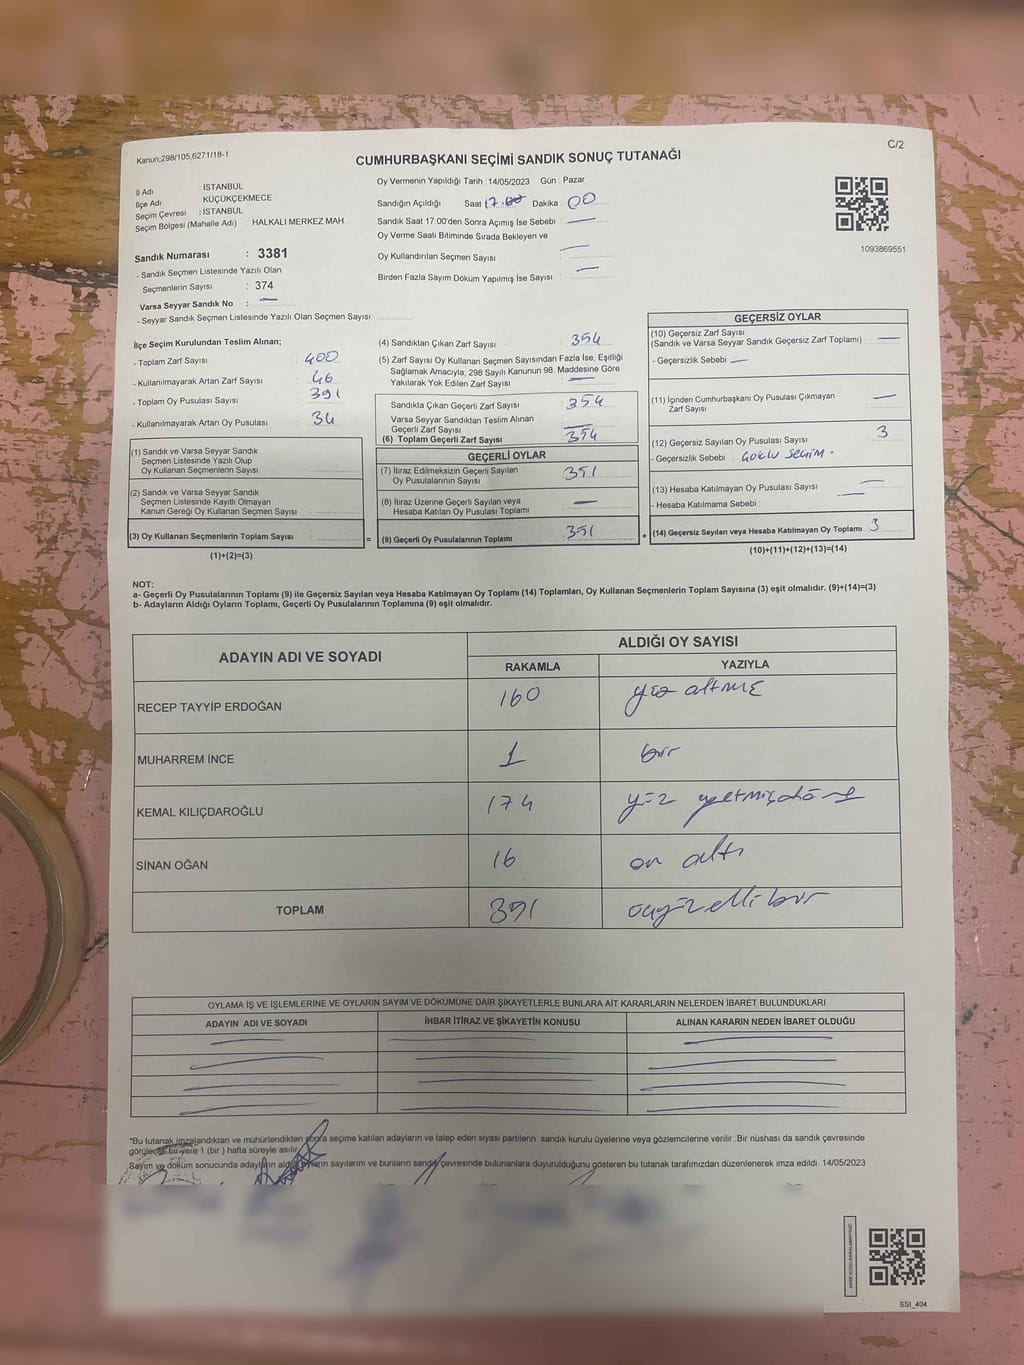 Kanun,298/105,6271/18-1
C/2
CUMHURBAŞKANI SEÇİMİ SANDIK SONUÇ TUTANAĞI
İl Adı : İSTANBUL
İlçe Adı : KÜÇÜKÇEKMECE
Seçim Çevresi : İSTANBUL
Seçim Bölgesi (Mahalle Adı) : HALKALI MERKEZ MAH.
Sandık Numarası : 3381
- Sandık Seçmen Listesinde Yazılı Olan
Seçmenlerin Sayısı : 374
Varsa Seyyar Sandık No :
- Seyyar Sandık Seçmen Listesinde Yazılı Olan Seçmen Sayısı:
Oy Vermenin Yapıldığı Tarih :14/05/2023 Gün : Pazar
Sandığın Açıldığı Saat 17.00 Dakika : 00
Sandık Saat 17:00'den Sonra Açımış İse Sebebi :
Oy Verme Saati Bitiminde Sırada Bekleyen ve
Oy Kullandırılan Seçmen Sayısı :
Birden Fazla Sayım Döküm Yapılmış İse Sayısı :
1093869551
İlçe Seçim Kurulundan Teslim Alınan;
- Toplam Zarf Sayısı : 400
- Kullanılmayarak Artan Zarf Sayısı : 46
- Toplam Oy Pusulası Sayısı : 391
- Kullanılmayarak Artan Oy Pusulası : 34
(1) Sandık ve Varsa Seyyar Sandık
Seçmen Listesinde Yazılı Olup
Oy Kullanan Seçmenlerin Sayısı :
(2) Sandık ve Varsa Seyyar Sandık
Seçmen Listesinde Kayıtlı Olmayan
Kanun Gereği Oy Kullanan Seçmen Sayısı :
(3) Oy Kullanan Seçmenlerin Toplam Sayısı :
=
(1)+(2)=(3)
(4) Sandıktan Çıkan Zarf Sayısı : 354
(5) Zarf Sayısı Oy Kullanan Seçmen Sayısından Fazla İse, Eşitliği
Sağlamak Amacıyla; 298 Sayılı Kanunun 98. Maddesine Göre
Yakılarak Yok Edilen Zarf Sayısı :
Sandıkta Çıkan Geçerli Zarf Sayısı : 354
Varsa Seyyar Sandıktan Teslim Alınan
Geçerli Zarf Sayısı :
(6) Toplam Geçerli Zarf Sayısı : 354
GEÇERLİ OYLAR
(7) İtiraz Edilmeksizin Geçerli Sayılan
Oy Pusulalarının Sayısı : 351
(8) İtiraz Üzerine Geçerli Sayılan veya
Hesaba Katılan Oy Pusulası Toplamı :
(9) Geçerli Oy Pusulalarının Toplamı : 351
+
GEÇERSİZ OYLAR
(10) Geçersiz Zarf Sayısı
(Sandık ve Varsa Seyyar Sandık Geçersiz Zarf Toplamı) :
- Geçersizlik Sebebi :
(11) İçinden Cumhurbaşkanı Oy Pusulası Çıkmayan
Zarf Sayısı :
(12) Geçersiz Sayılan Oy Pusulası Sayısı : 3
- Geçersizlik Sebebi : ÇOKLU SEÇİM.
(13) Hesaba Katılmayan Oy Pusulası Sayısı :
- Hesaba Katılmama Sebebi :
(14) Geçersiz Sayılan veya Hesaba Katılmayan Oy Toplamı : 3
(10)+(11)+(12)+(13)=(14)
NOT:
a- Geçerli Oy Pusulalarının Toplamı (9) ile Geçersiz Sayılan veya Hesaba Katılmayan Oy Toplamı (14) Toplamları, Oy Kullanan Seçmenlerin Toplam Sayısına (3) eşit olmalıdır. (9)+(14)=(3)
b- Adayların Aldığı Oyların Toplamı, Geçerli Oy Pusulalarının Toplamına (9) eşit olmalıdır.
ADAYIN ADI VE SOYADI ALDIĞI OY SAYISI
RAKAMLA YAZIYLA
RECEP TAYYİP ERDOĞAN 160 yüz altmış
MUHARREM İNCE 1 bir
KEMAL KILIÇDAROĞLU 174 yüz yetmişdört
SİNAN OĞAN 16 on altı
TOPLAM 351 üçyüzellibir
OYLAMA İŞ VE İŞLEMLERİNE VE OYLARIN SAYIM VE DÖKÜMÜNE DAİR ŞİKAYETLERLE BUNLARA AİT KARARLARIN NELERDEN İBARET BULUNDUKLARI
ADAYIN ADI VE SOYADI İHBAR İTİRAZ VE ŞİKAYETİN KONUSU ALINAN KARARIN NEDEN İBARET OLDUĞU
*Bu tutanak imzalandıktan ve mühürlendikten sonra seçime katılan adayların ve talep eden siyasi partilerin sandık kurulu üyelerine veya gözlemcilerine verilir .Bir nüshası da sandık çevresinde
görülecek bir yere 1 (bir ) hafta süreyle asılır.
Sayım ve döküm sonucunda adayların aldığı oyların sayılarını ve bunların sandık çevresinde bulunanlara duyurulduğunu gösteren bu tutanak tarafımızdan düzenlenerek imza edildi. 14/05/2023
SSI_404